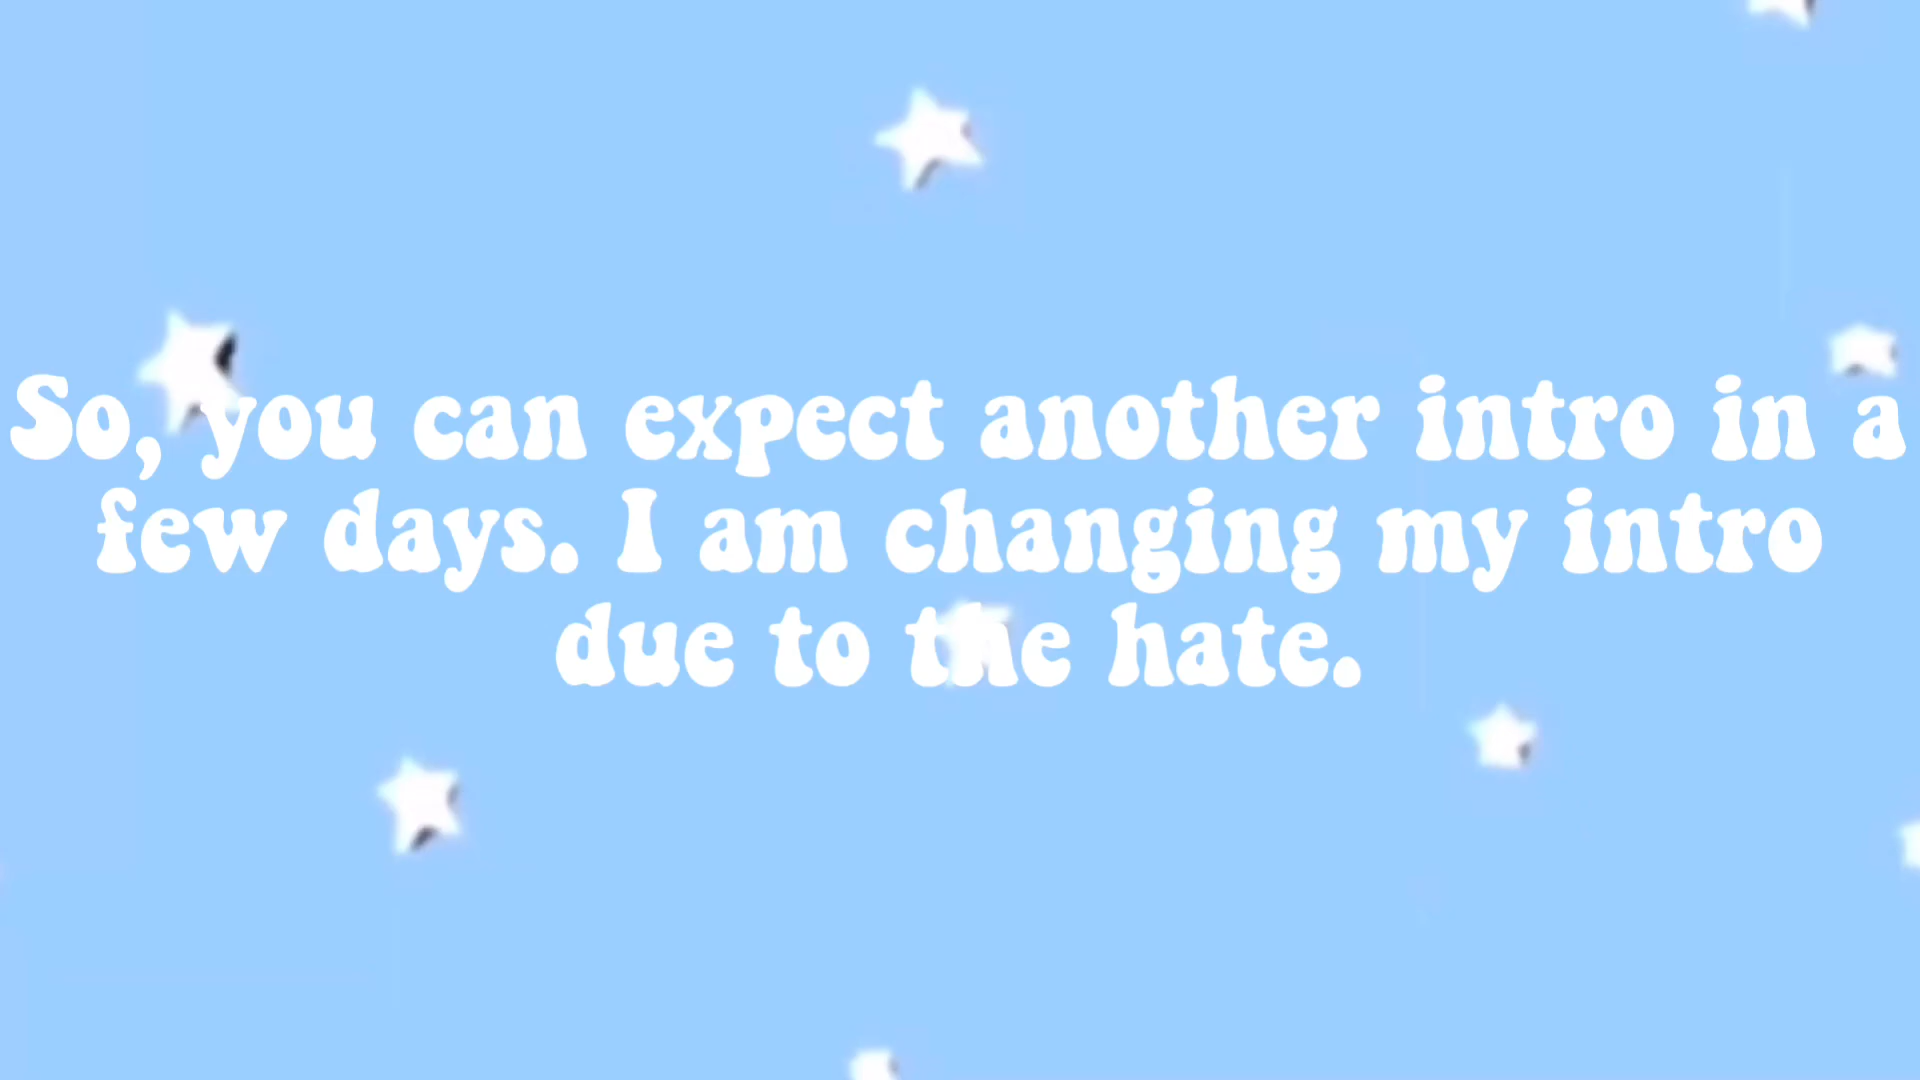 So, you can expect another intro in a
few days. I am changing my intro
due to the hate.